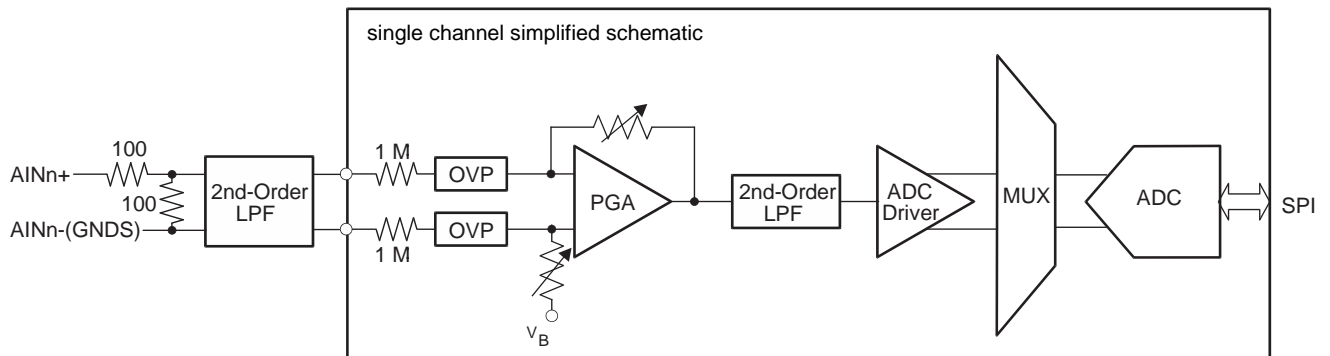 single channel simplified schematic
AINn+
100
100
AINn-(GNDS)
2nd-Order
LPF
1 M
1 M
OVP
OVP
PGA
VB
2nd-Order
LPF
ADC
Driver
MUX
ADC
SPI